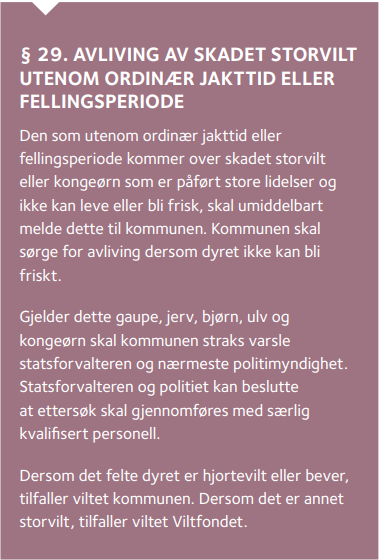 § 29. AVLIVING AV SKADET STORVILT
UTENOM ORDINÆR JAKTTID ELLER
FELLINGSPERIODE
Den som utenom ordinær jakttid eller
fellingsperiode kommer over skadet storvilt
eller kongeørn som er påført store lidelser og
ikke kan leve eller bli frisk, skal umiddelbart
melde dette til kommunen. Kommunen skal
sørge for avliving dersom dyret ikke kan bli
friskt.
Gjelder dette gaupe, jerv, bjørn, ulv og
kongeørn skal kommunen straks varsle
statsforvalteren og nærmeste politimyndighet.
Statsforvalteren og politiet kan beslutte
at ettersøk skal gjennomføres med særlig
kvalifisert personell.
Dersom det felte dyret er hjortevilt eller bever,
tilfaller viltet kommunen. Dersom det er annet
storvilt, tilfaller viltet Viltfondet.